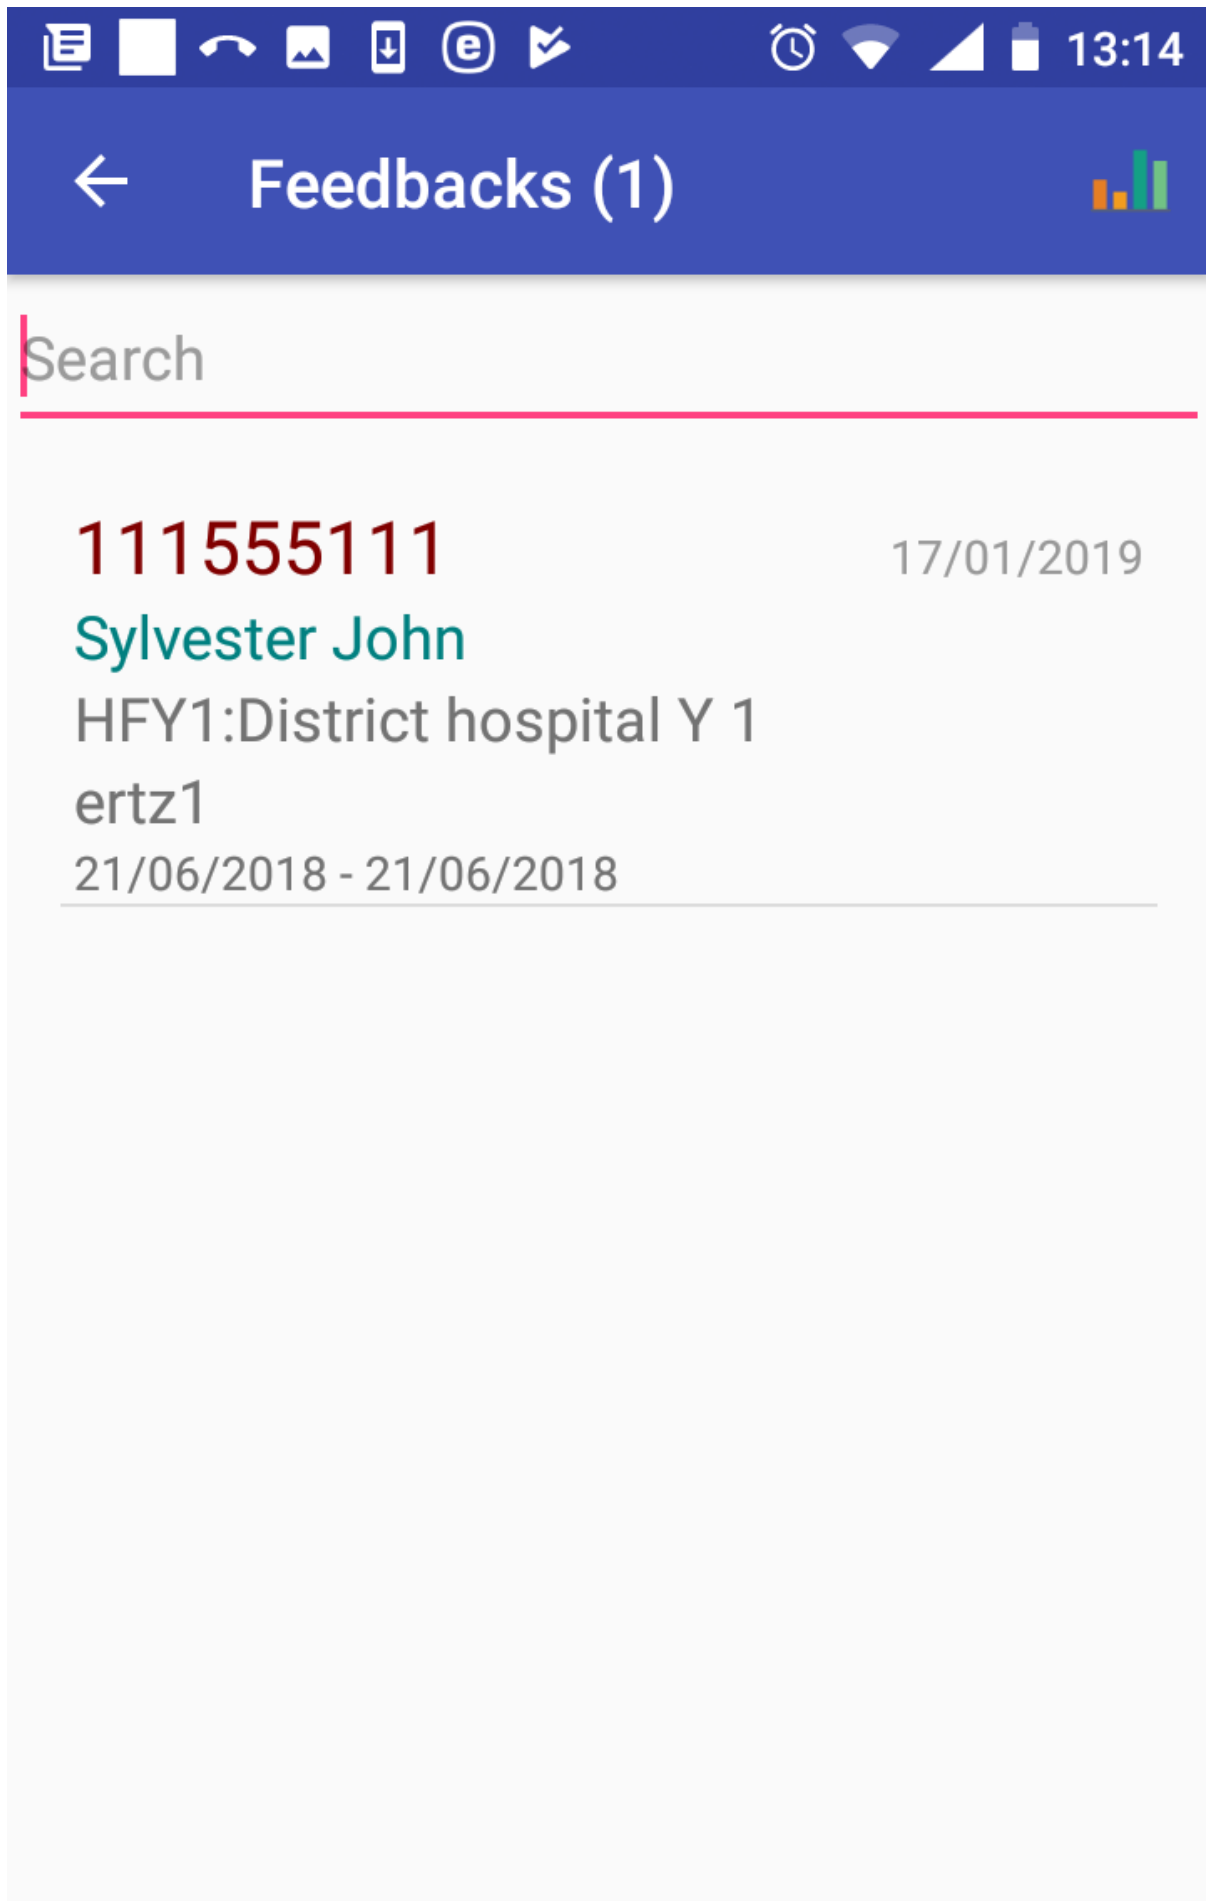 13:14
Feedbacks (1)
Search
111555111
17/01/2019
Sylvester John
HFY1:District hospital Y 1
ertz1
21/06/2018 - 21/06/2018